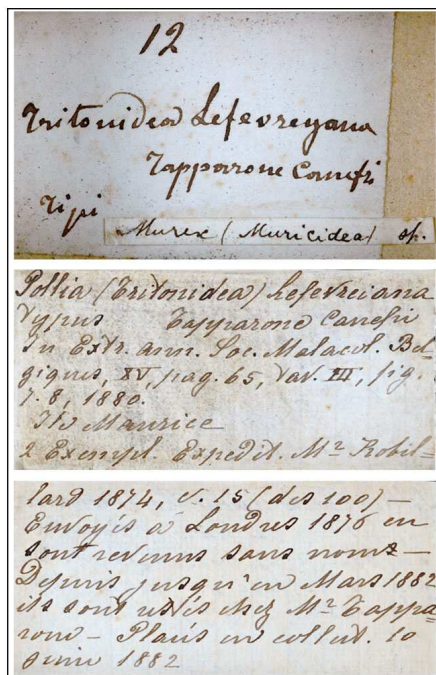 12
Tritonidea Lefevreyana
Tapparone Canefri
Tipi
Murex (Muricidea) sp.
Pollia (Tritonidea) Lefevreiana
Typus Tapparone Canefri
In Extr. ann. Soc. Malacol. Bel-
giques, XV, pag. 65, Tav. III, fig.
7. 8, 1880.
Ile Maurice
2 Exempl. Expedit. Mr Robil=
lard 1874, N. 15 (des 100) —
Envoyés à Londres 1876 en
sont revenus sans noms —
Depuis jusqu'en Mars 1882
ils sont restés chez Mr Tappa=
rone — Placés en collect. 10
Juin 1882